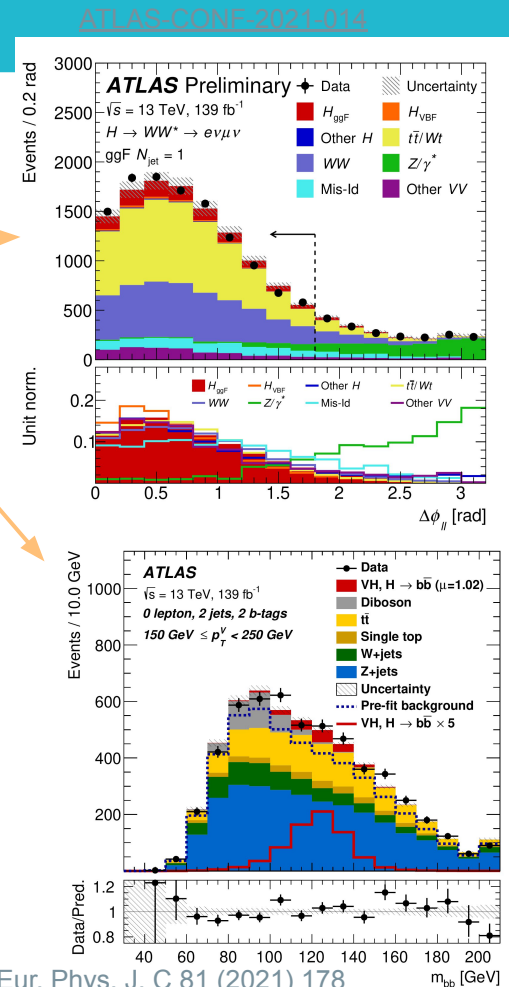 ATLAS-CONF-2021-014
Events / 0.2 rad
3000
2500
2000
1500
1000
500
0
ATLAS Preliminary
√s = 13 TeV, 139 fb⁻¹
H → WW* → eνμν
ggF N_jet = 1
Data
Uncertainty
H_ggF
H_VBF
Other H
tt̄/Wt
WW
Z/γ*
Mis-Id
Other VV
Unit norm.
0.2
0.1
H_ggF
H_VBF
Other H
tt̄/Wt
WW
Z/γ*
Mis-Id
Other VV
0 0.5 1 1.5 2 2.5 3
Δφ_ll [rad]
Events / 10.0 GeV
1000
800
600
400
200
ATLAS
√s = 13 TeV, 139 fb⁻¹
0 lepton, 2 jets, 2 b-tags
150 GeV ≤ p_T^V < 250 GeV
Data
VH, H → bb̄ (μ=1.02)
Diboson
tt̄
Single top
W+jets
Z+jets
Uncertainty
Pre-fit background
VH, H → bb̄ × 5
Data/Pred.
1.2
1
0.8
40 60 80 100 120 140 160 180 200
m_bb [GeV]
Eur. Phys. J. C 81 (2021) 178